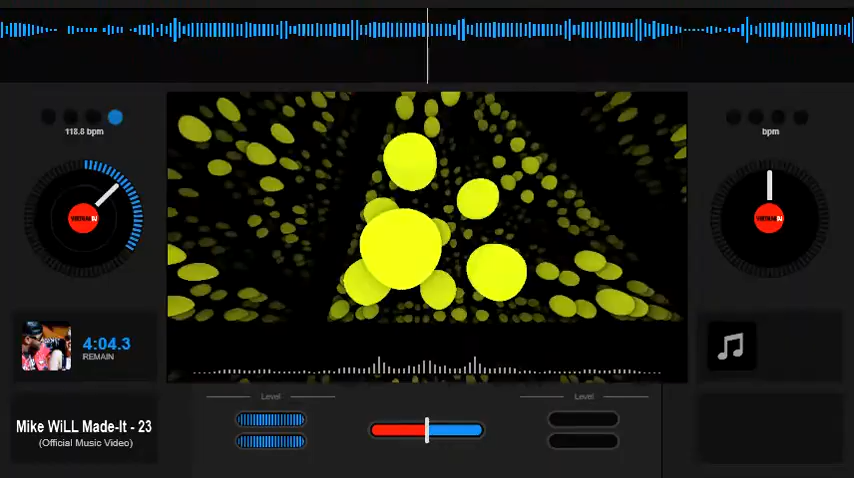 118.8 bpm
bpm
VIRTUALDJ
VIRTUALDJ
4:04.3
REMAIN
Level
Level
Mike WiLL Made-It - 23
(Official Music Video)